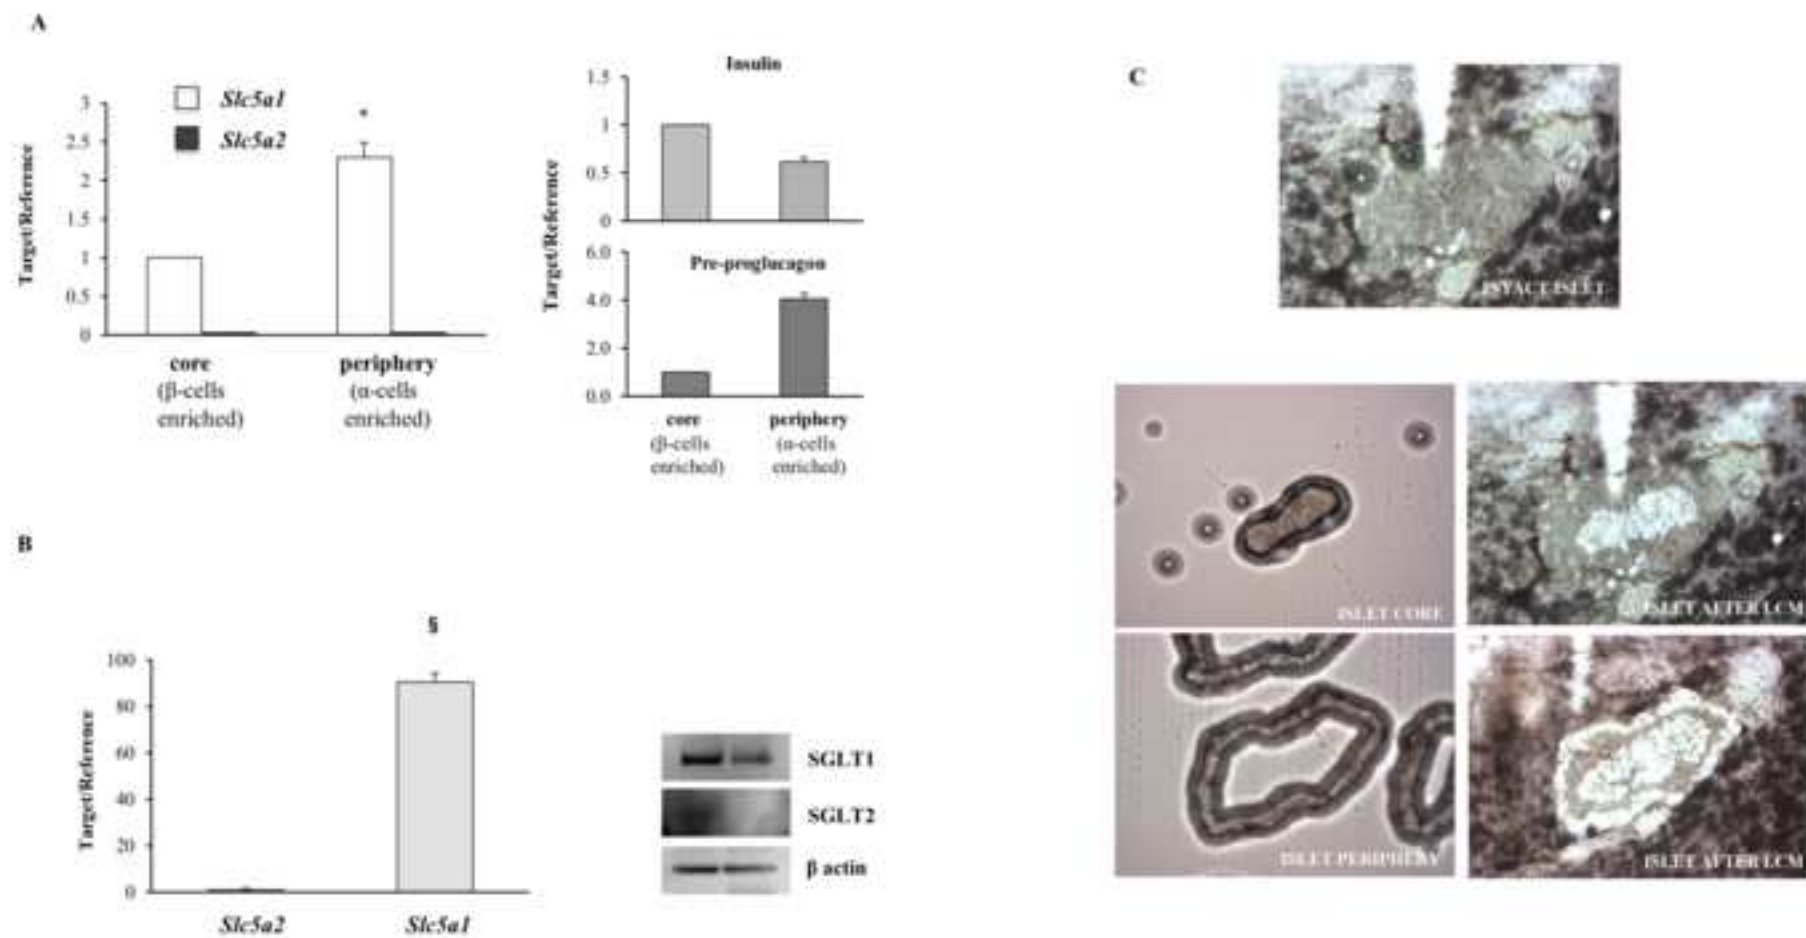 A
Slc5a1
Slc5a2
Target/Reference
3
2.5
2
1.5
1
0.5
0
*
core
(β-cells
enriched)
periphery
(α-cells
enriched)
Insulin
1.5
1
0.5
0
Target/Reference
Pre-proglucagon
6.0
4.0
2.0
0.0
core
(β-cells
enriched)
periphery
(α-cells
enriched)
B
§
Target/Reference
100
80
60
40
20
0
Slc5a2
Slc5a1
SGLT1
SGLT2
β actin
C
INTACT ISLET
ISLET CORE
ISLET AFTER LCM
ISLET PERIPHERY
ISLET AFTER LCM